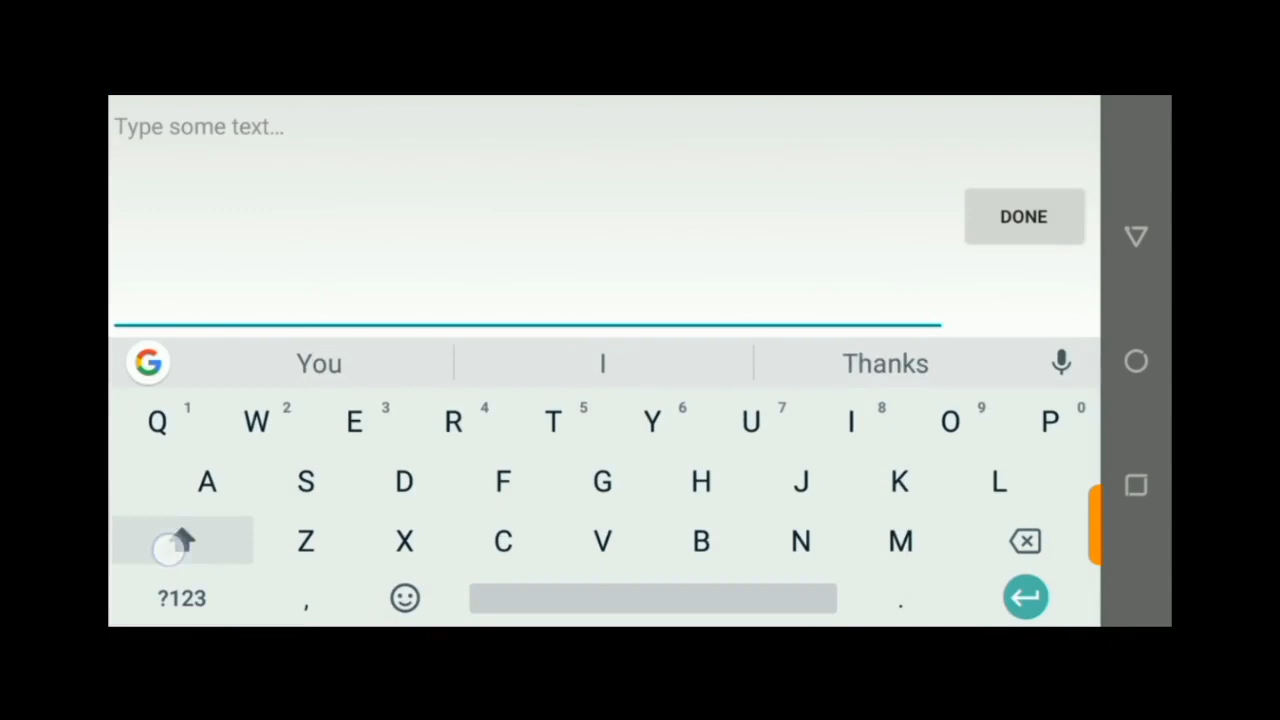 Type some text…
DONE
You I Thanks
Q 1 W 2 E 3 R 4 T 5 Y 6 U 7 I 8 O 9 P 0
A S D F G H J K L
Z X C V B N M
?123 , .